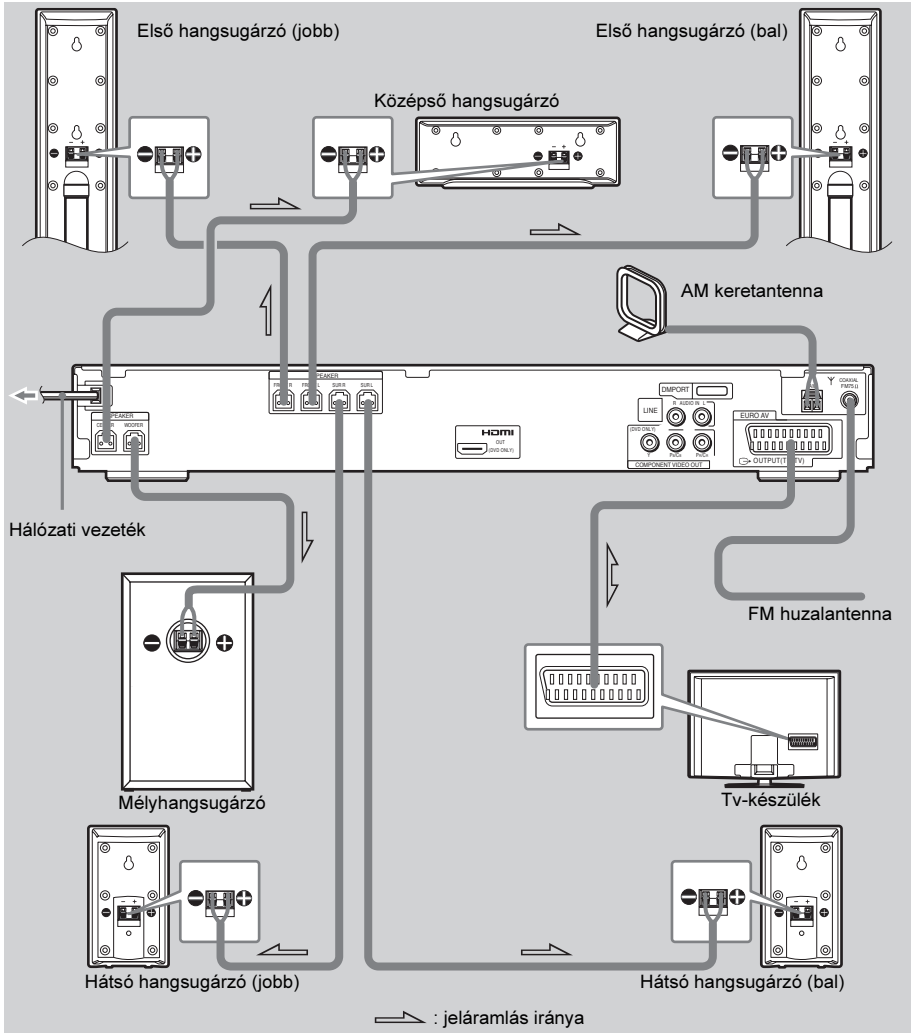 Első hangsugárzó (jobb)
Első hangsugárzó (bal)
Középső hangsugárzó
AM keretantenna
SPEAKER
FRONT R FRONT L SUR R SUR L
SPEAKER
CENTER WOOFER
HDMI
OUT
(DVD ONLY)
DMPORT
LINE
R AUDIO IN L
(DVD ONLY)
Y PB/CB PR/CR
COMPONENT VIDEO OUT
EURO AV
OUTPUT(TO TV)
COAXIAL
FM75Ω
Hálózati vezeték
FM huzalantenna
Mélyhangsugárzó
Tv-készülék
Hátsó hangsugárzó (jobb)
Hátsó hangsugárzó (bal)
: jeláramlás iránya